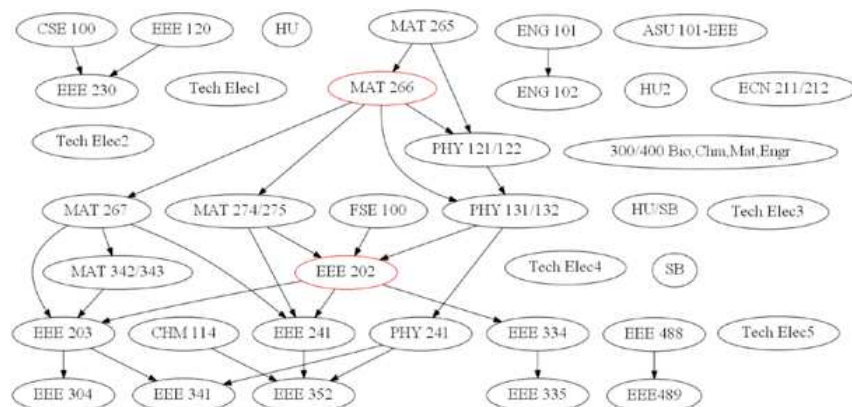 CSE 100
EEE 120
HU
MAT 265
ENG 101
ASU 101-EEE
EEE 230
Tech Elec1
MAT 266
ENG 102
HU2
ECN 211/212
Tech Elec2
PHY 121/122
300/400 Bio,Chm,Mat,Engr
MAT 267
MAT 274/275
FSE 100
PHY 131/132
HU/SB
Tech Elec3
MAT 342/343
EEE 202
Tech Elec4
SB
EEE 203
CHM 114
EEE 241
PHY 241
EEE 334
EEE 488
Tech Elec5
EEE 304
EEE 341
EEE 352
EEE 335
EEE489